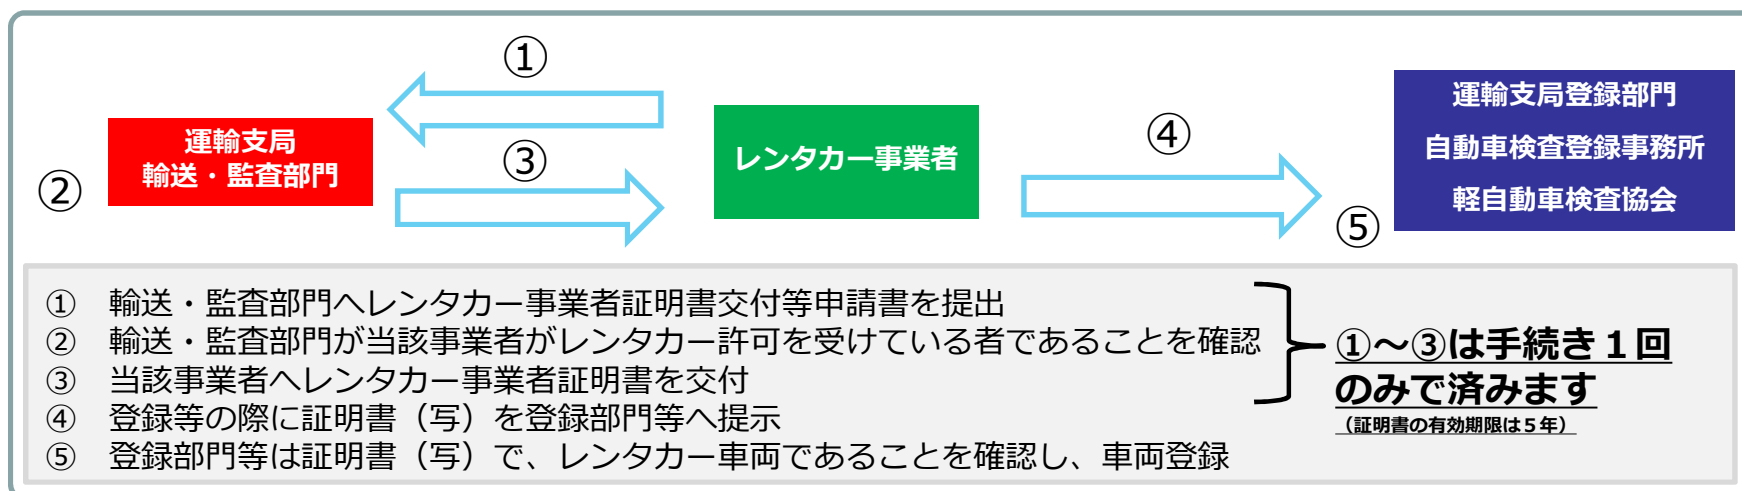 ①
運輸支局
輸送・監査部門
②
③
レンタカー事業者
④
運輸支局登録部門
自動車検査登録事務所
軽自動車検査協会
⑤
① 輸送・監査部門へレンタカー事業者証明書交付等申請書を提出
② 輸送・監査部門が当該事業者がレンタカー許可を受けている者であることを確認
③ 当該事業者へレンタカー事業者証明書を交付
④ 登録等の際に証明書（写）を登録部門等へ提示
⑤ 登録部門等は証明書（写）で、レンタカー車両であることを確認し、車両登録
①～③は手続き１回
のみで済みます
（証明書の有効期限は５年）